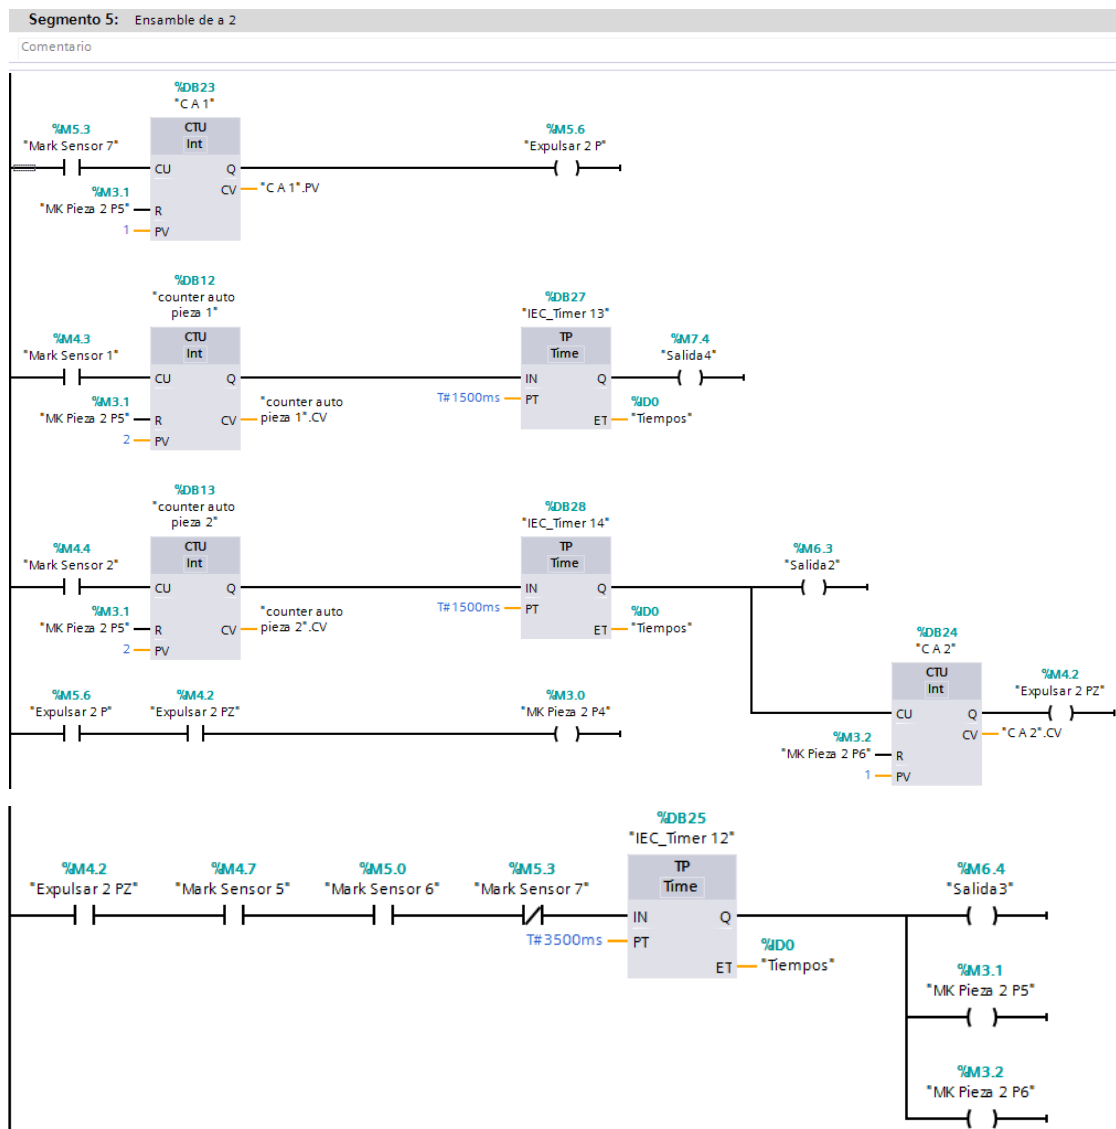 Segmento 5: Ensamble de a 2
Comentario
%DB23
"C A 1"
%M5.3
"Mark Sensor 7"
CTU
Int
%M5.6
"Expulsar 2 P"
CU Q
CV "C A 1".PV
%M3.1
"MK Pieza 2 P5" R
1 PV
%DB12
"counter auto
pieza 1"
%DB27
"IEC_Timer 13"
%M4.3
"Mark Sensor 1"
CTU
Int
TP
Time
%M7.4
"Salida4"
CU Q
IN Q
T#1500ms PT
%M3.1
"MK Pieza 2 P5" R
CV "counter auto
pieza 1".CV
%ID0
ET "Tiempos"
2 PV
%DB13
"counter auto
pieza 2"
%DB28
"IEC_Timer 14"
%M4.4
"Mark Sensor 2"
CTU
Int
TP
Time
%M6.3
"Salida2"
CU Q
IN Q
T#1500ms PT
%M3.1
"MK Pieza 2 P5" R
CV "counter auto
pieza 2".CV
%ID0
ET "Tiempos"
2 PV
%DB24
"C A 2"
CTU
Int
%M4.2
"Expulsar 2 PZ"
CU Q
CV "C A 2".CV
%M3.2
"MK Pieza 2 P6" R
1 PV
%M5.6
"Expulsar 2 P"
%M4.2
"Expulsar 2 PZ"
%M3.0
"MK Pieza 2 P4"
%DB25
"IEC_Timer 12"
%M4.2
"Expulsar 2 PZ"
%M4.7
"Mark Sensor 5"
%M5.0
"Mark Sensor 6"
%M5.3
"Mark Sensor 7"
TP
Time
%M6.4
"Salida3"
IN Q
T#3500ms PT
%ID0
ET "Tiempos"
%M3.1
"MK Pieza 2 P5"
%M3.2
"MK Pieza 2 P6"